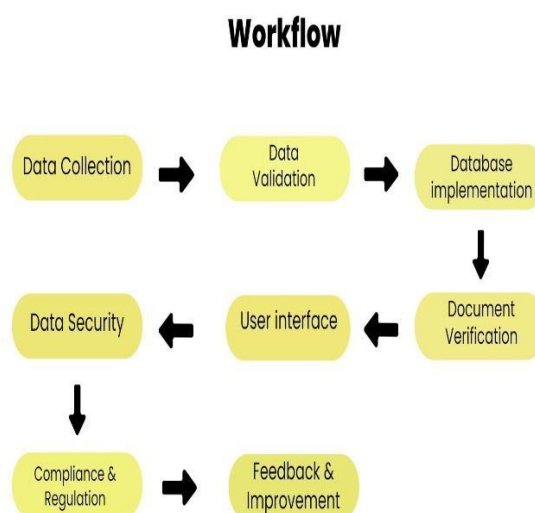 Workflow
Data Collection
Data
Validation
Database
implementation
Document
Verification
User interface
Data Security
Compliance &
Regulation
Feedback &
Improvement